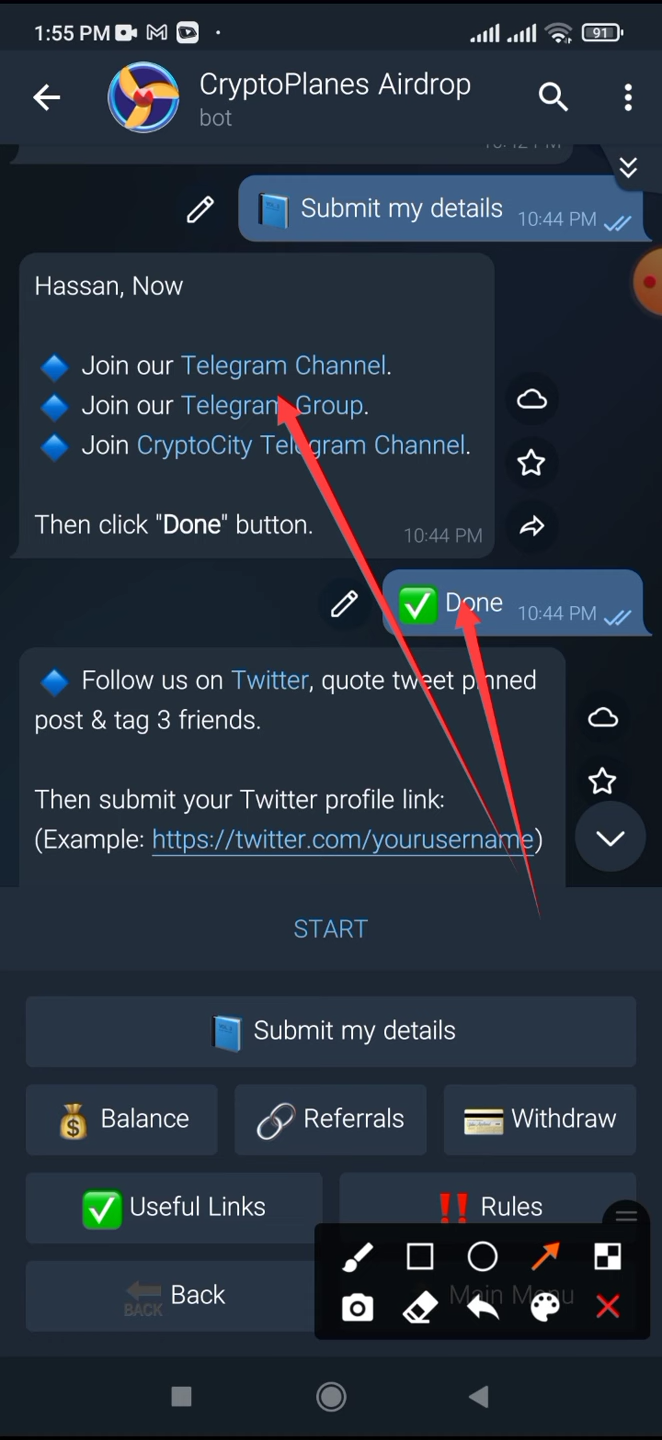 1:55 PM
91
CryptoPlanes Airdrop
bot
Submit my details 10:44 PM
Hassan, Now
Join our Telegram Channel.
Join our Telegram Group.
Join CryptoCity Telegram Channel.
Then click "Done" button. 10:44 PM
Done 10:44 PM
Follow us on Twitter, quote tweet pinned
post & tag 3 friends.
Then submit your Twitter profile link:
(Example: https://twitter.com/yourusername)
START
Submit my details
Balance Referrals Withdraw
Useful Links Rules
BACK Back Main Menu